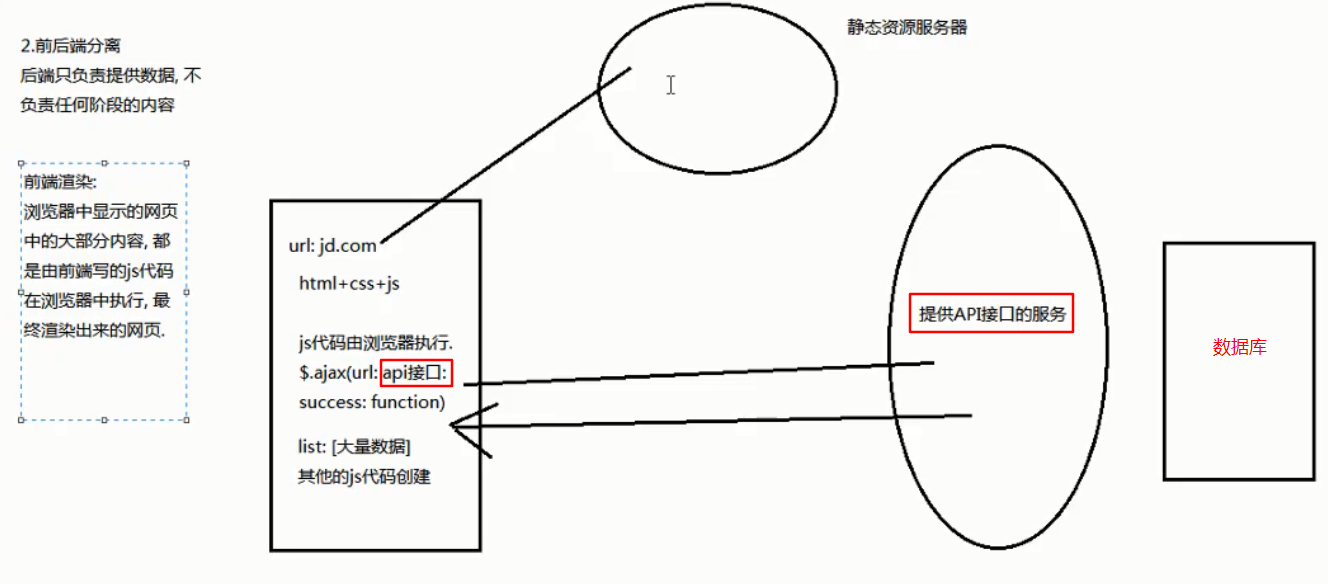 2.前后端分离
后端只负责提供数据, 不
负责任何阶段的内容
前端渲染:
浏览器中显示的网页
中的大部分内容, 都
是由前端写的js代码
在浏览器中执行, 最
终渲染出来的网页.
静态资源服务器
url: jd.com
html+css+js
js代码由浏览器执行.
$.ajax(url: api接口:
success: function)
list: [大量数据]
其他的js代码创建
提供API接口的服务
数据库